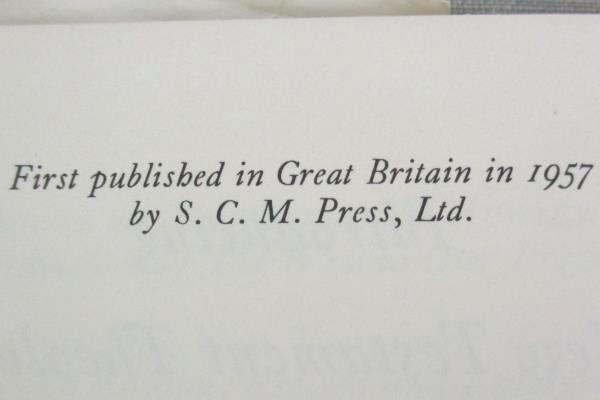 First published in Great Britain in 1957
by S. C. M. Press, Ltd.